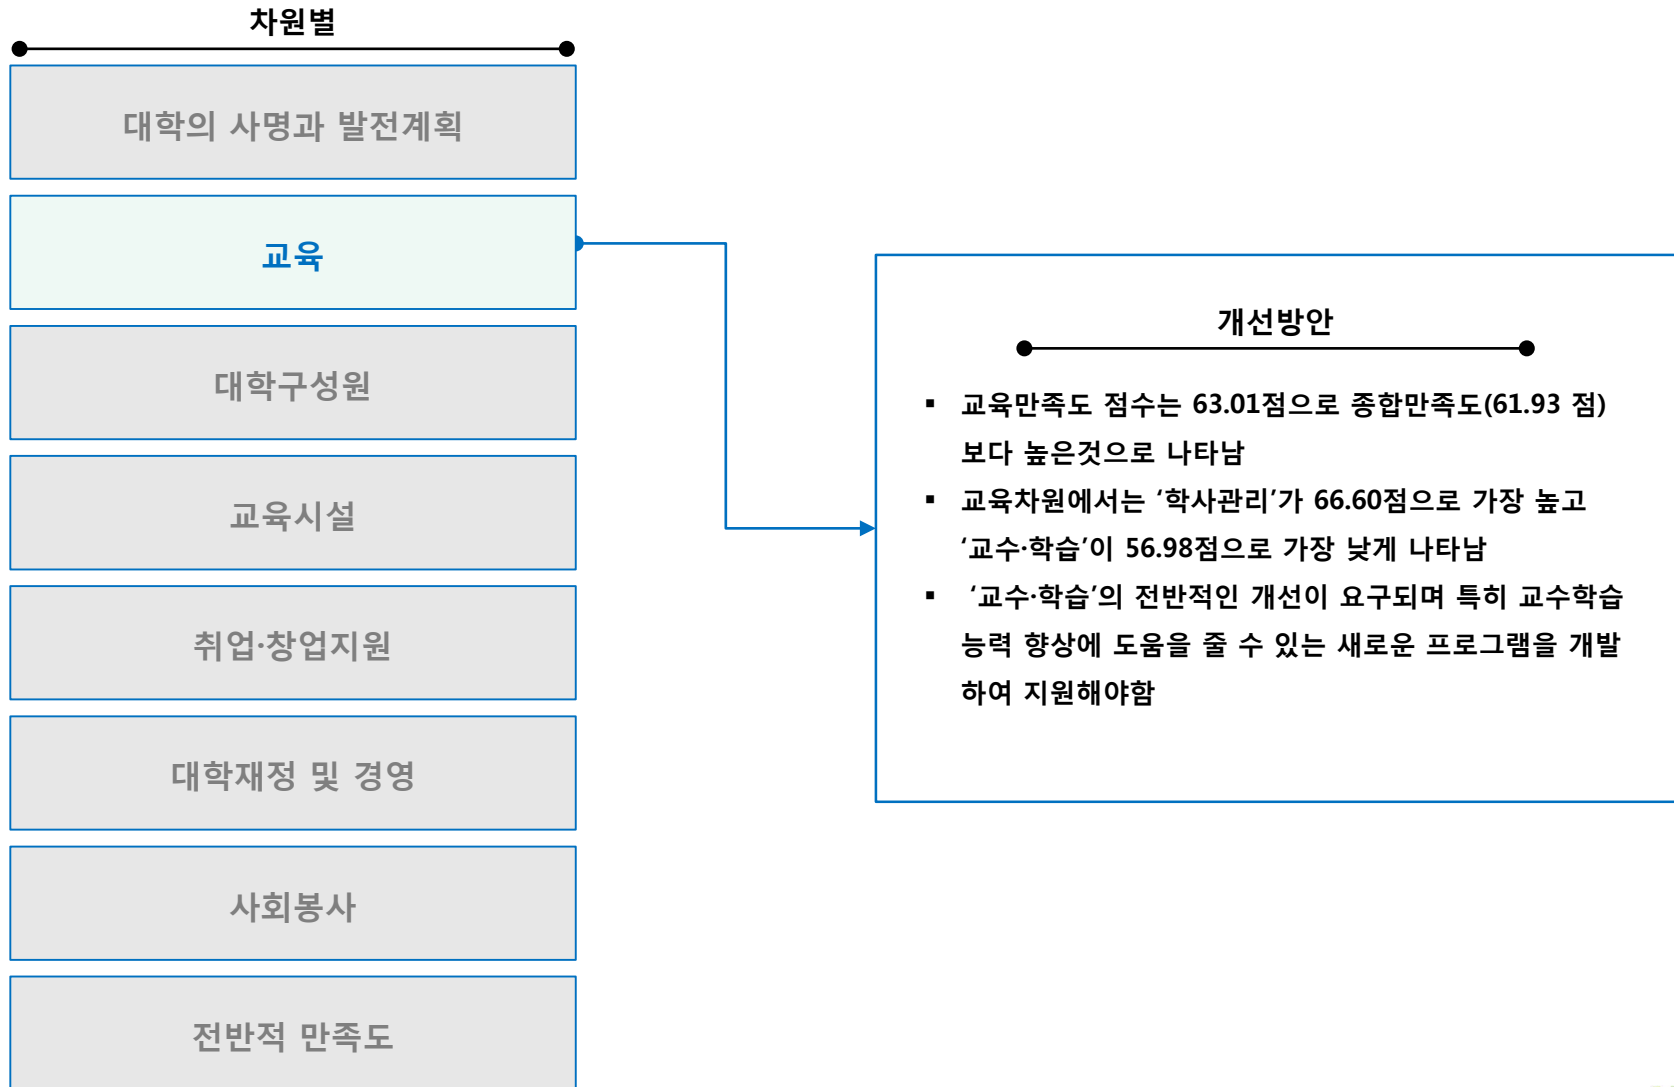 차원별
대학의 사명과 발전계획
교육
대학구성원
교육시설
취업·창업지원
대학재정 및 경영
사회봉사
전반적 만족도
개선방안
▪ 교육만족도 점수는 63.01점으로 종합만족도(61.93 점)
보다 높은것으로 나타남
▪ 교육차원에서는 ‘학사관리’가 66.60점으로 가장 높고
‘교수·학습’이 56.98점으로 가장 낮게 나타남
▪ ‘교수·학습’의 전반적인 개선이 요구되며 특히 교수학습
능력 향상에 도움을 줄 수 있는 새로운 프로그램을 개발
하여 지원해야함